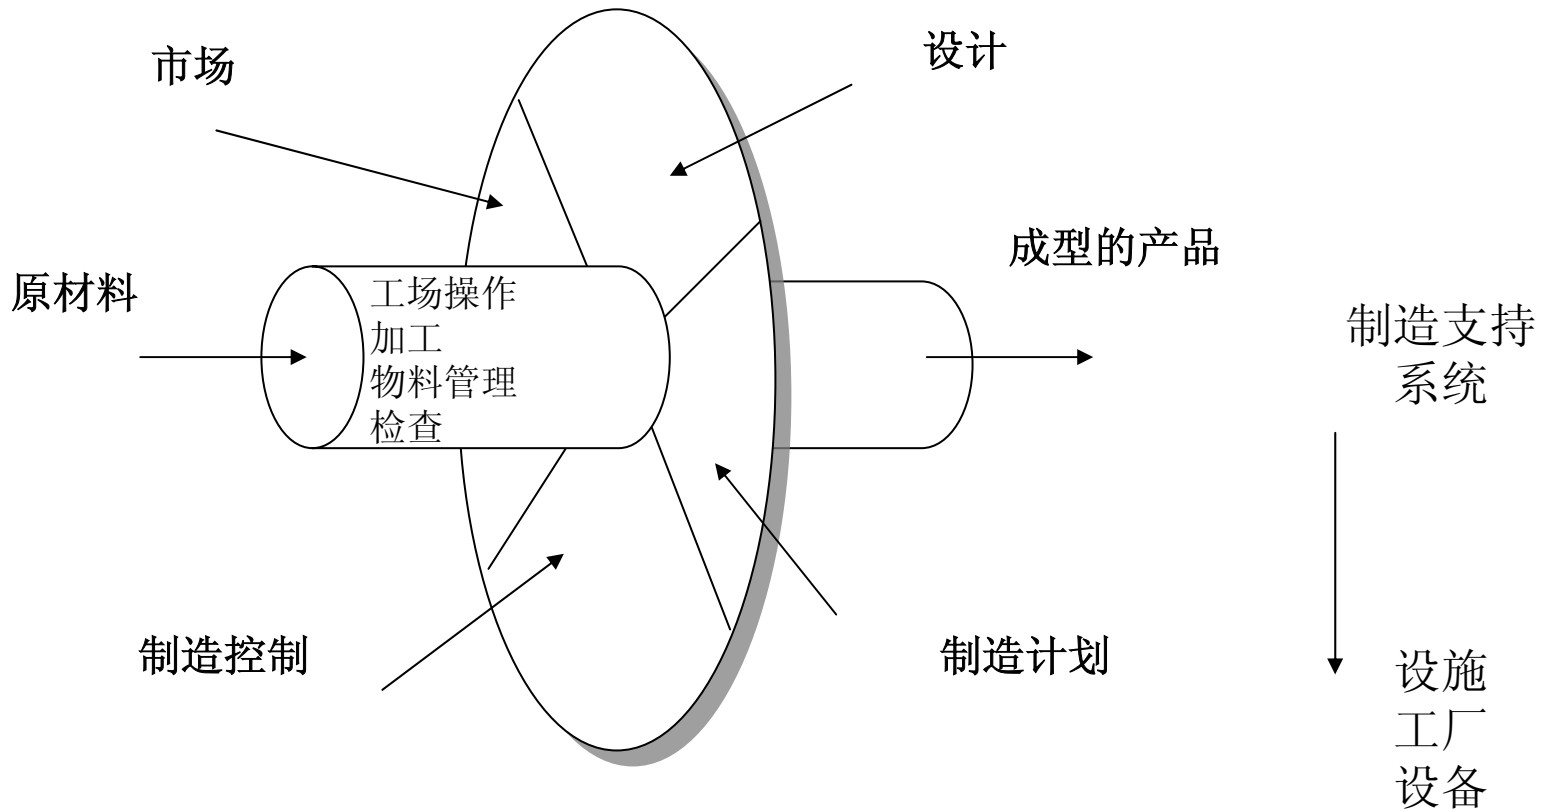 市场
设计
成型的产品
原材料
工场操作
加工
物料管理
检查
制造支持
系统
制造控制
制造计划
设施
工厂
设备